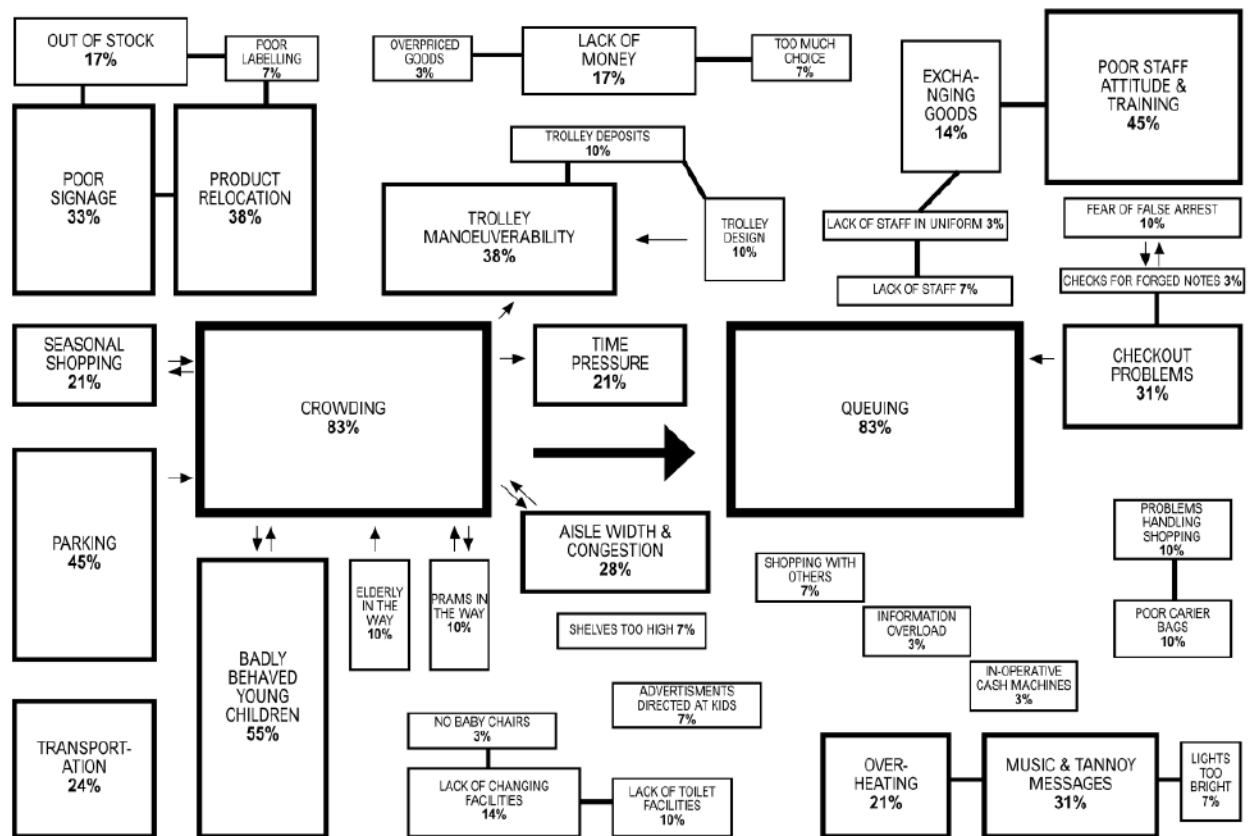 OUT OF STOCK
17%
POOR
LABELLING
7%
OVERPRICED
GOODS
3%
LACK OF
MONEY
17%
TOO MUCH
CHOICE
7%
EXCHA-
NGING
GOODS
14%
POOR STAFF
ATTITUDE &
TRAINING
45%
POOR
SIGNAGE
33%
PRODUCT
RELOCATION
38%
TROLLEY DEPOSITS
10%
TROLLEY
MANOEUVERABILITY
38%
TROLLEY
DESIGN
10%
LACK OF STAFF IN UNIFORM 3%
LACK OF STAFF 7%
FEAR OF FALSE ARREST
10%
CHECKS FOR FORGED NOTES 3%
SEASONAL
SHOPPING
21%
CROWDING
83%
TIME
PRESSURE
21%
QUEUING
83%
CHECKOUT
PROBLEMS
31%
PARKING
45%
AISLE WIDTH &
CONGESTION
28%
PROBLEMS
HANDLING
SHOPPING
10%
BADLY
BEHAVED
YOUNG
CHILDREN
55%
ELDERLY
IN THE
WAY
10%
PRAMS IN
THE WAY
10%
SHOPPING WITH
OTHERS
7%
SHELVES TOO HIGH 7%
INFORMATION
OVERLOAD
3%
POOR CARIER
BAGS
10%
IN-OPERATIVE
CASH MACHINES
3%
ADVERTISMENTS
DIRECTED AT KIDS
7%
TRANSPORT-
ATION
24%
NO BABY CHAIRS
3%
LACK OF CHANGING
FACILITIES
14%
LACK OF TOILET
FACILITIES
10%
OVER-
HEATING
21%
MUSIC & TANNOY
MESSAGES
31%
LIGHTS
TOO
BRIGHT
7%